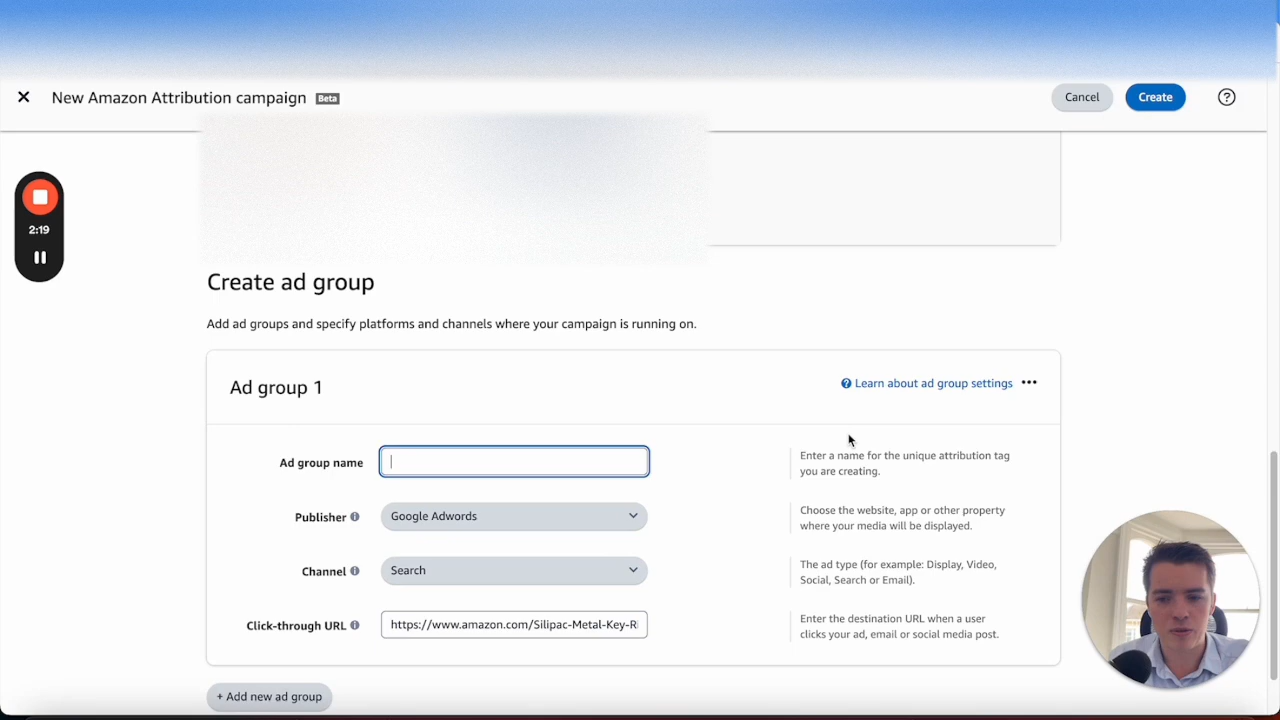 New Amazon Attribution campaign Beta
Cancel
Create
2:19
Create ad group
Add ad groups and specify platforms and channels where your campaign is running on.
Ad group 1
Learn about ad group settings
Ad group name
Enter a name for the unique attribution tag
you are creating.
Publisher
Google Adwords
Choose the website, app or other property
where your media will be displayed.
Channel
Search
The ad type (for example: Display, Video,
Social, Search or Email).
Click-through URL
https://www.amazon.com/Silipac-Metal-Key-R
Enter the destination URL when a user
clicks your ad, email or social media post.
+ Add new ad group